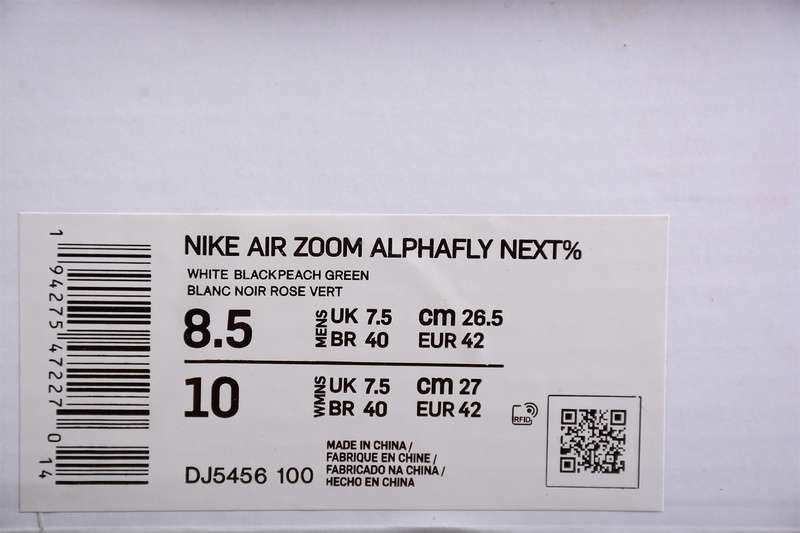 NIKE AIR ZOOM ALPHAFLY NEXT%
WHITE BLACKPEACH GREEN
BLANC NOIR ROSE VERT
8.5 MENS UK 7.5 cm 26.5
BR 40 EUR 42
10 WMNS UK 7.5 cm 27
BR 40 EUR 42
RFID
DJ5456 100
MADE IN CHINA /
FABRIQUE EN CHINE /
FABRICADO NA CHINA /
HECHO EN CHINA
1 94275 47227 0 14